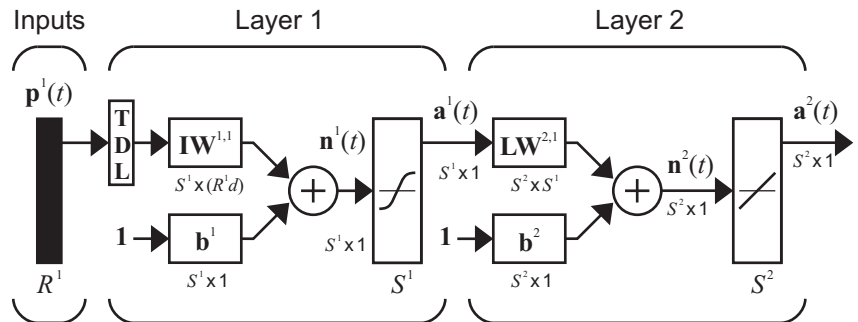 Inputs Layer 1 Layer 2
p¹(t) n¹(t) a¹(t) n²(t) a²(t)
TDL IW¹,¹ LW²,¹
S¹ x (R¹d) S¹ x 1 S² x S¹ S² x 1 S² x 1
1 b¹ S¹ x 1 1 b²
S¹ x 1 S² x 1
R¹ S¹ S²